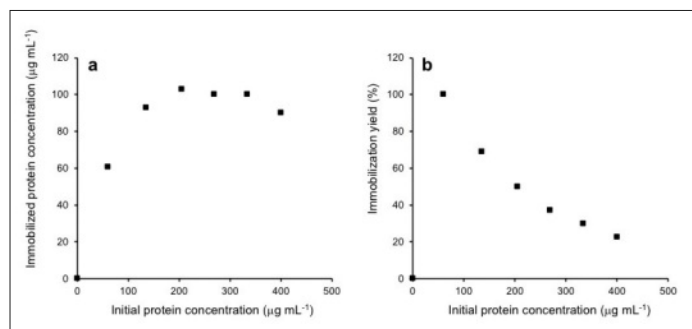 a
Immobilized protein concentration (µg mL⁻¹)
120
100
80
60
40
20
0
0 100 200 300 400 500
Initial protein concentration (µg mL⁻¹)
b
Immobilization yield (%)
120
100
80
60
40
20
0
0 100 200 300 400 500
Initial protein concentration (µg mL⁻¹)